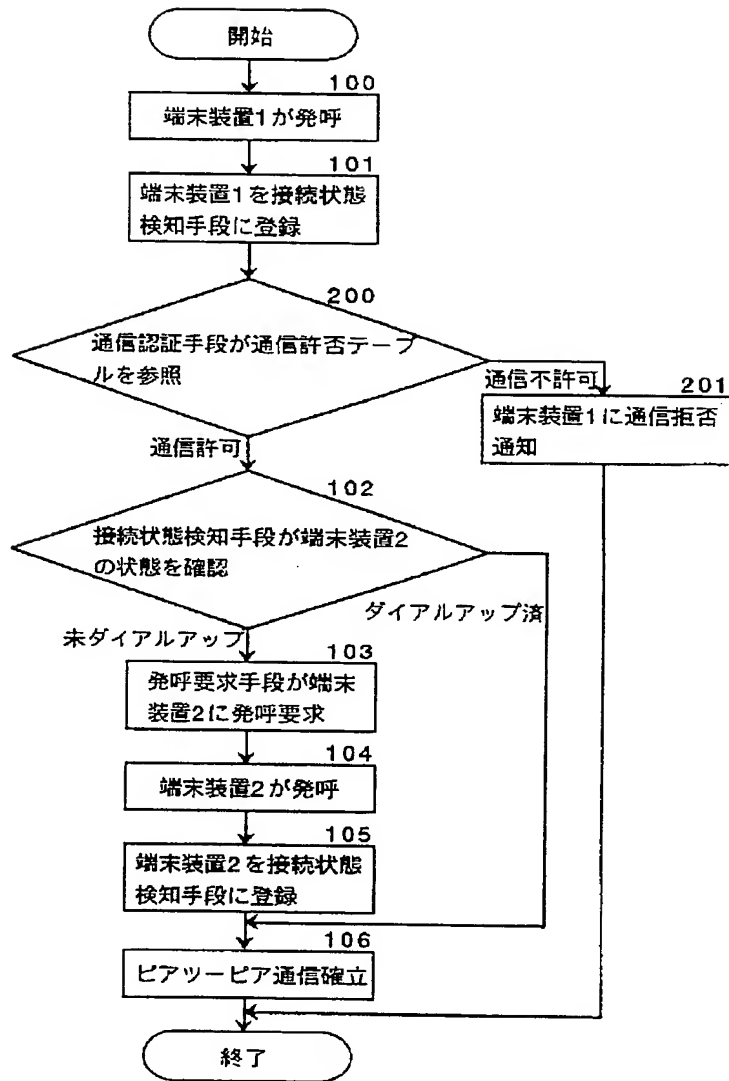 開始
100
端末装置1が発呼
101
端末装置1を接続状態
検知手段に登録
200
通信認証手段が通信許否テーブ
ルを参照
通信不許可
201
端末装置1に通信拒否
通知
通信許可
102
接続状態検知手段が端末装置2
の状態を確認
ダイアルアップ済
未ダイアルアップ
103
発呼要求手段が端末
装置2に発呼要求
104
端末装置2が発呼
105
端末装置2を接続状態
検知手段に登録
106
ピアツーピア通信確立
終了